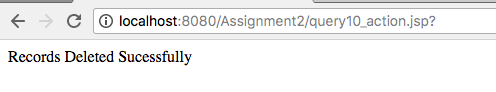 localhost:8080/Assignment2/query10_action.jsp?
Records Deleted Sucessfully